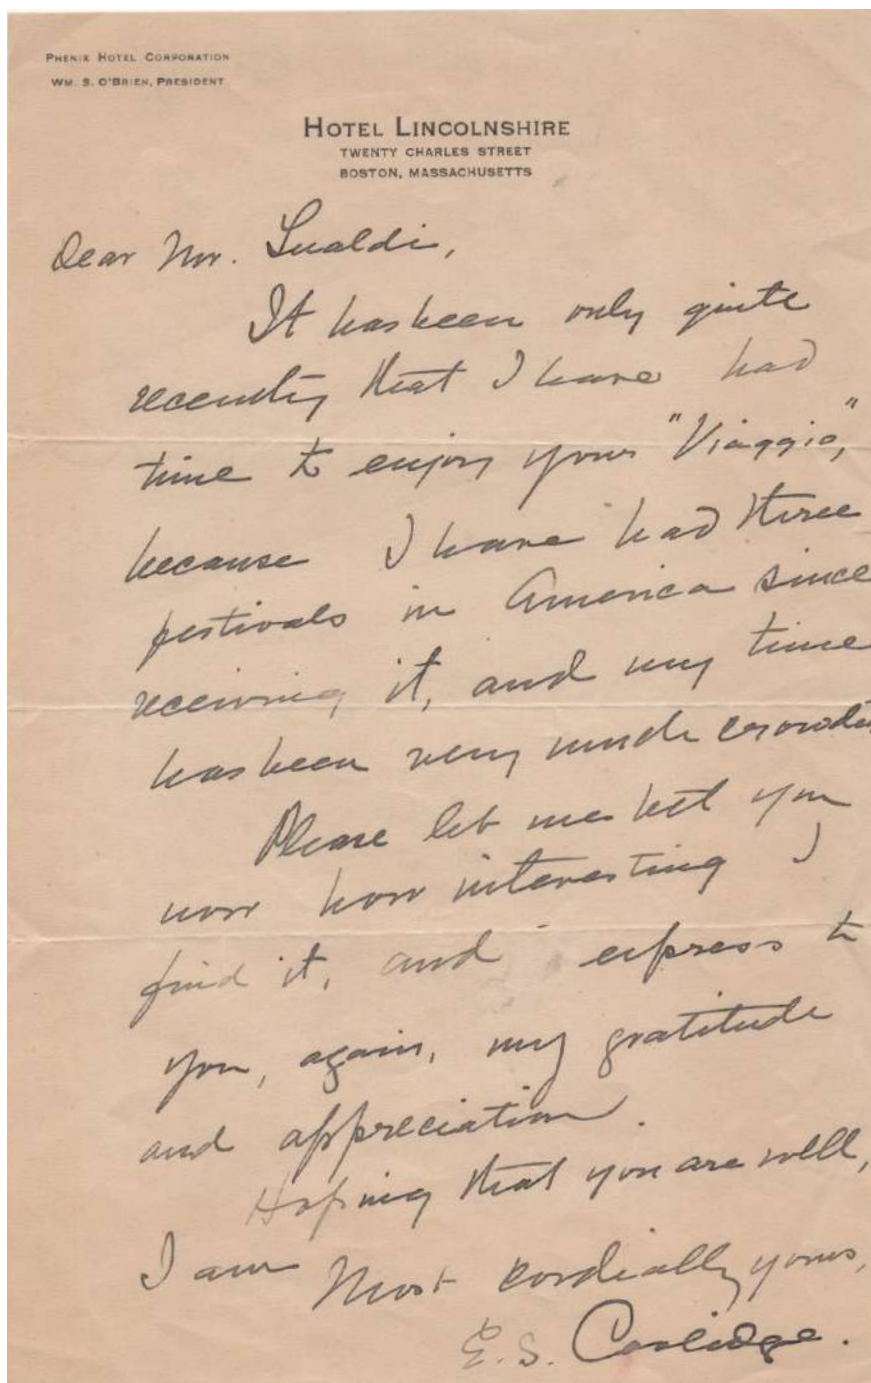 PHENIX HOTEL CORPORATION
WM. S. O'BRIEN, PRESIDENT
HOTEL LINCOLNSHIRE
TWENTY CHARLES STREET
BOSTON, MASSACHUSETTS
Dear Mr. Lualdi,
It has been only quite
recently that I have had
time to enjoy your "Viaggio,"
because I have had three
festivals in America since
receiving it, and my time
has been very much crowded
Please let me tell you
now how interesting I
find it, and express to
you, again, my gratitude
and appreciation.
Hoping that you are well,
I am Most cordially yours,
E. S. Coolidge.